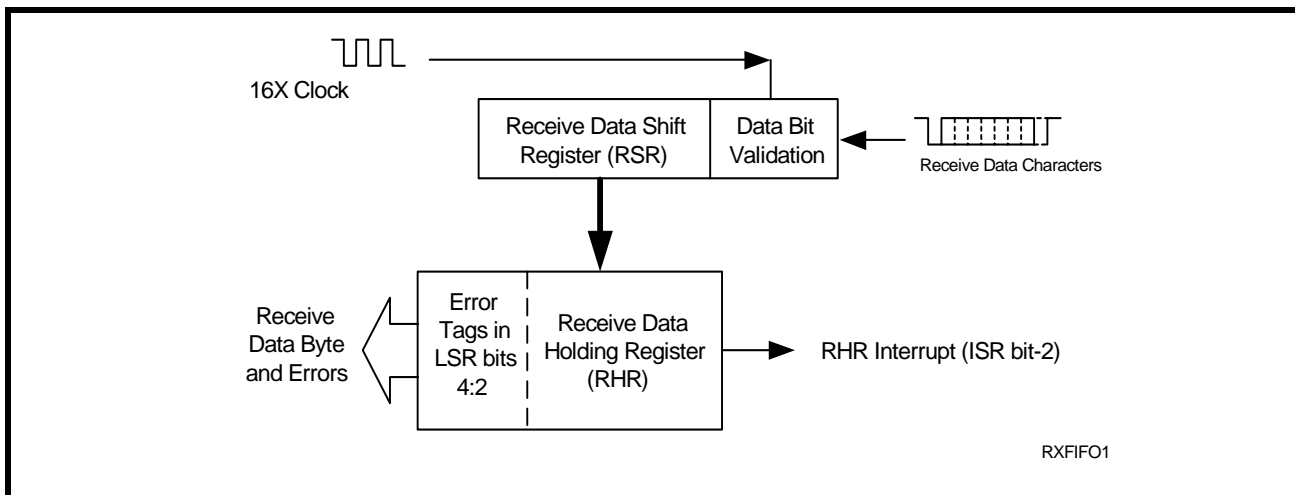 16X Clock
Receive Data Shift
Register (RSR)
Data Bit
Validation
Receive Data Characters
Receive
Data Byte
and Errors
Error
Tags in
LSR bits
4:2
Receive Data
Holding Register
(RHR)
RHR Interrupt (ISR bit-2)
RXFIFO1